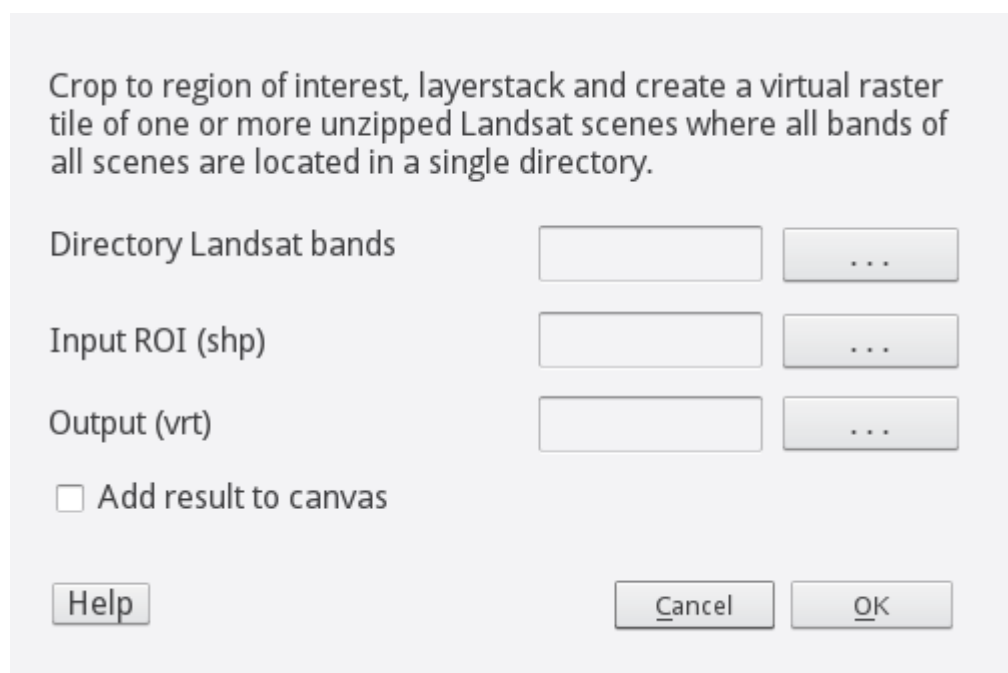 Crop to region of interest, layerstack and create a virtual raster
tile of one or more unzipped Landsat scenes where all bands of
all scenes are located in a single directory.
Directory Landsat bands
...
Input ROI (shp)
...
Output (vrt)
...
Add result to canvas
Help
Cancel
OK